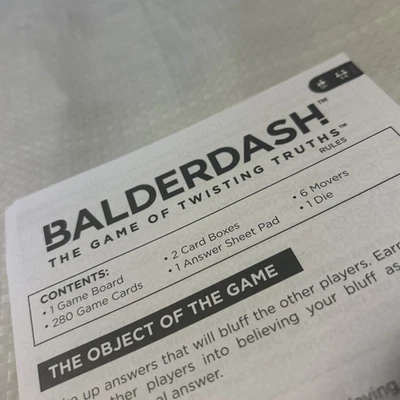 BALDERDASH™
THE GAME OF TWISTING TRUTHS™
RULES
CONTENTS:
• 1 Game Board
• 280 Game Cards
• 2 Card Boxes
• 1 Answer Sheet Pad
• 6 Movers
• 1 Die
THE OBJECT OF THE GAME
up answers that will bluff the other players. Earn
players into believing your bluff as
answer.